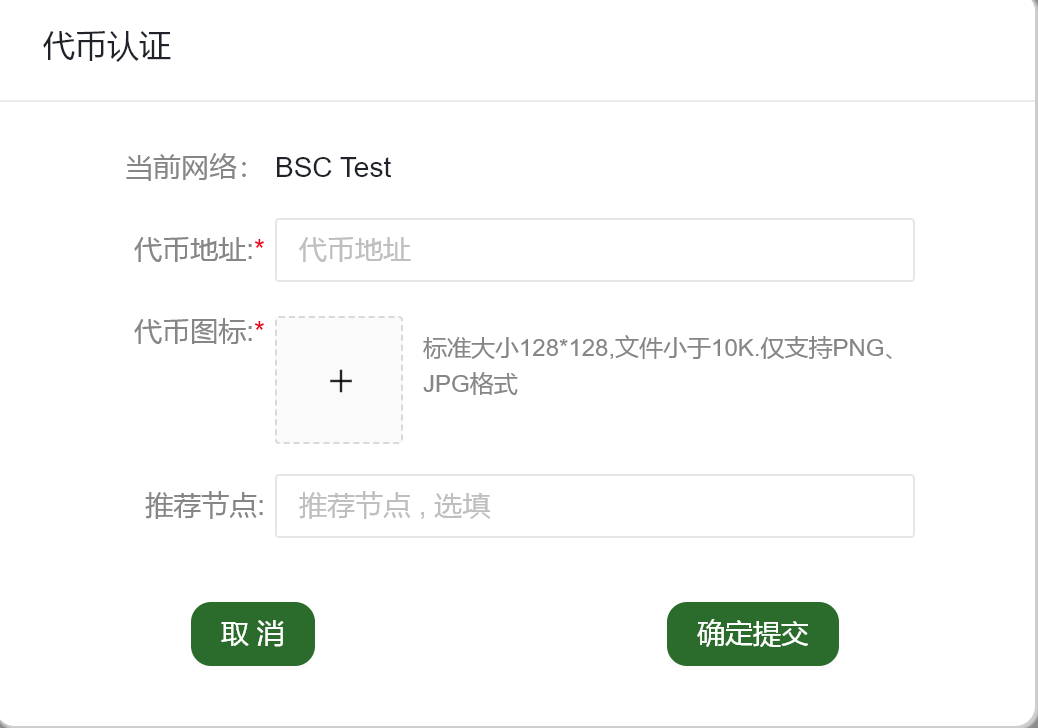 代币认证
当前网络： BSC Test
代币地址:* 代币地址
代币图标:*
标准大小128*128,文件小于10K.仅支持PNG、
JPG格式
推荐节点: 推荐节点 , 选填
取 消 确定提交